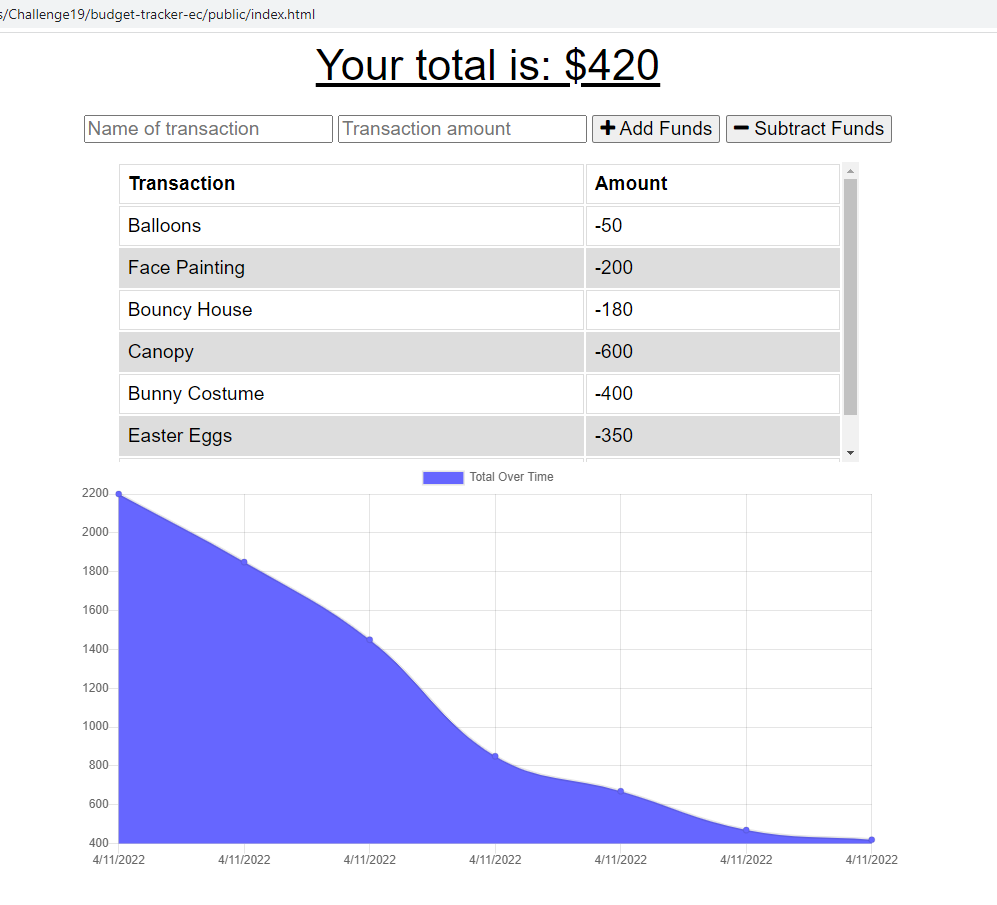 s/Challenge19/budget-tracker-ec/public/index.html
Your total is: $420
Name of transaction Transaction amount Add Funds Subtract Funds
Transaction Amount
Balloons -50
Face Painting -200
Bouncy House -180
Canopy -600
Bunny Costume -400
Easter Eggs -350
Total Over Time
2200
2000
1800
1600
1400
1200
1000
800
600
400
4/11/2022 4/11/2022 4/11/2022 4/11/2022 4/11/2022 4/11/2022 4/11/2022